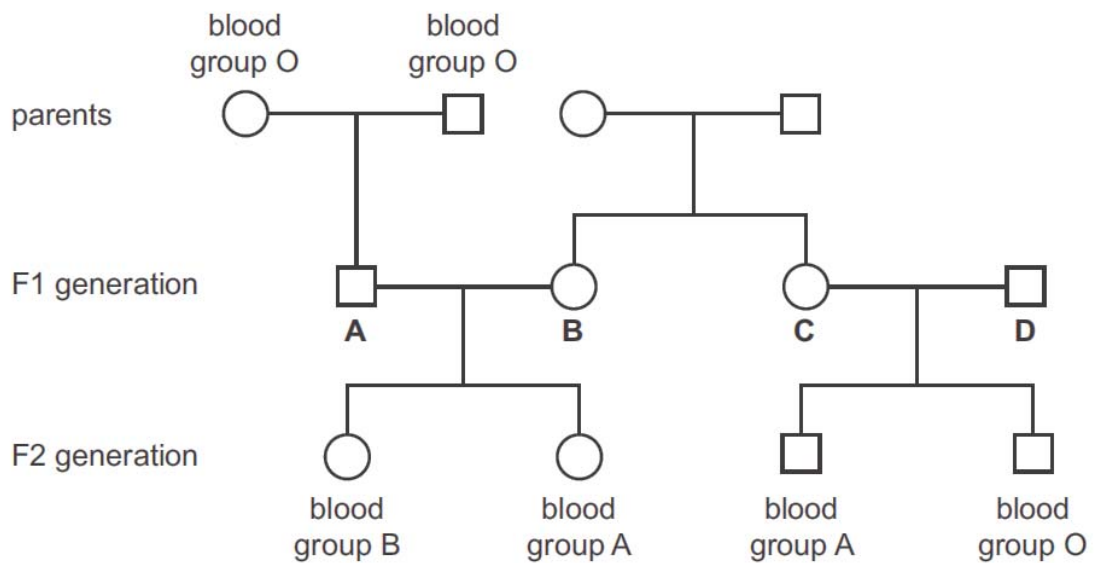 blood
group O
blood
group O
parents
F1 generation
A
B
C
D
F2 generation
blood
group B
blood
group A
blood
group A
blood
group O